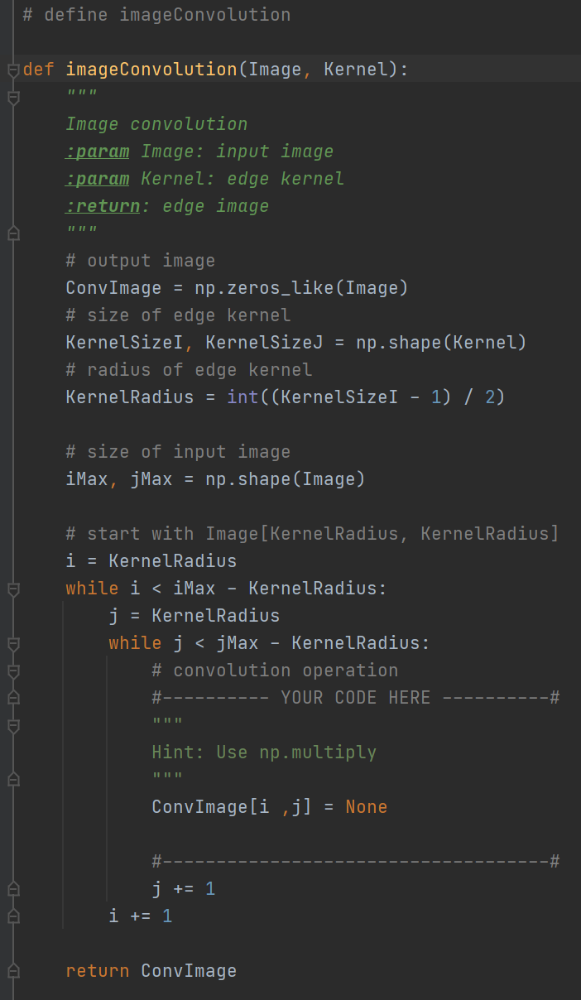 # define imageConvolution
def imageConvolution(Image, Kernel):
"""
Image convolution
:param Image: input image
:param Kernel: edge kernel
:return: edge image
"""
# output image
ConvImage = np.zeros_like(Image)
# size of edge kernel
KernelSizeI, KernelSizeJ = np.shape(Kernel)
# radius of edge kernel
KernelRadius = int((KernelSizeI - 1) / 2)
# size of input image
iMax, jMax = np.shape(Image)
# start with Image[KernelRadius, KernelRadius]
i = KernelRadius
while i < iMax - KernelRadius:
j = KernelRadius
while j < jMax - KernelRadius:
# convolution operation
#---------- YOUR CODE HERE ----------#
"""
Hint: Use np.multiply
"""
ConvImage[i ,j] = None
#------------------------------------#
j += 1
i += 1
return ConvImage